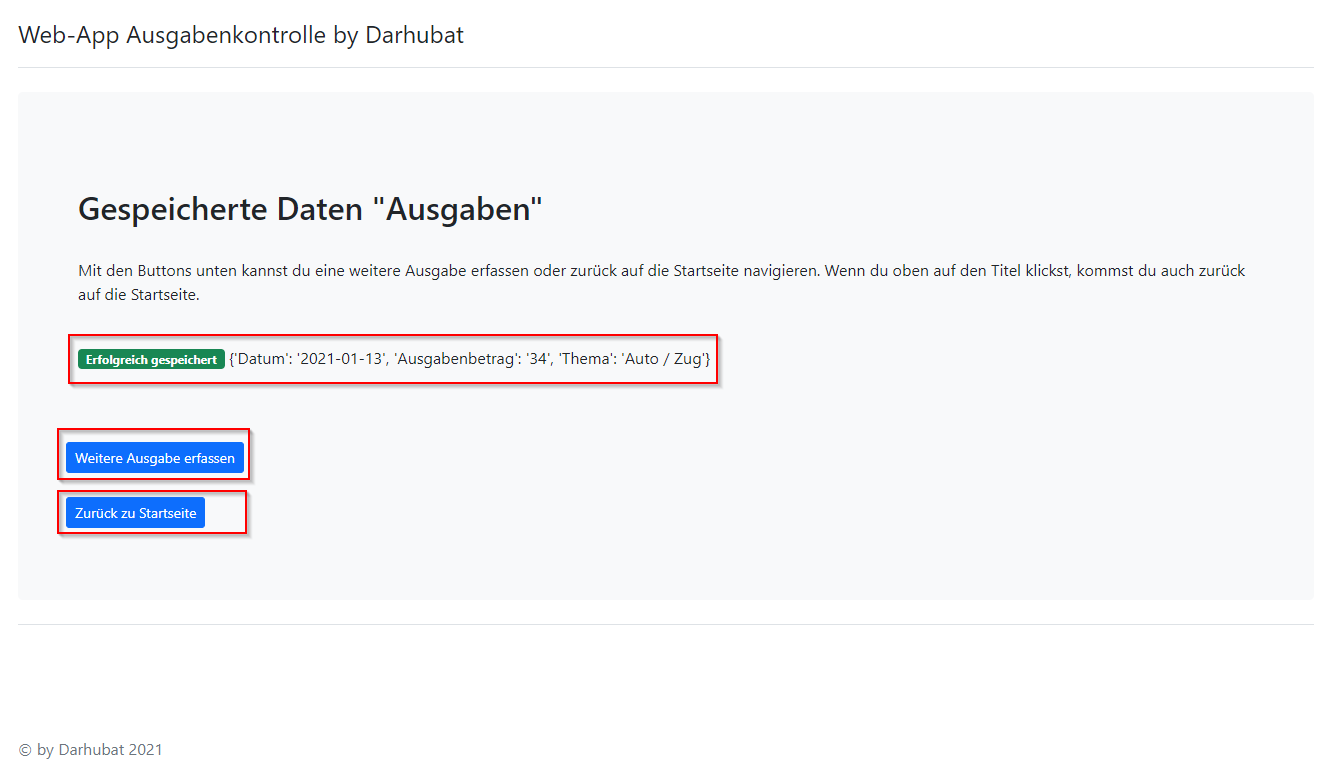 Web-App Ausgabenkontrolle by Darhubat
Gespeicherte Daten "Ausgaben"
Mit den Buttons unten kannst du eine weitere Ausgabe erfassen oder zurück auf die Startseite navigieren. Wenn du oben auf den Titel klickst, kommst du auch zurück
auf die Startseite.
Erfolgreich gespeichert {'Datum': '2021-01-13', 'Ausgabenbetrag': '34', 'Thema': 'Auto / Zug'}
Weitere Ausgabe erfassen
Zurück zu Startseite
© by Darhubat 2021